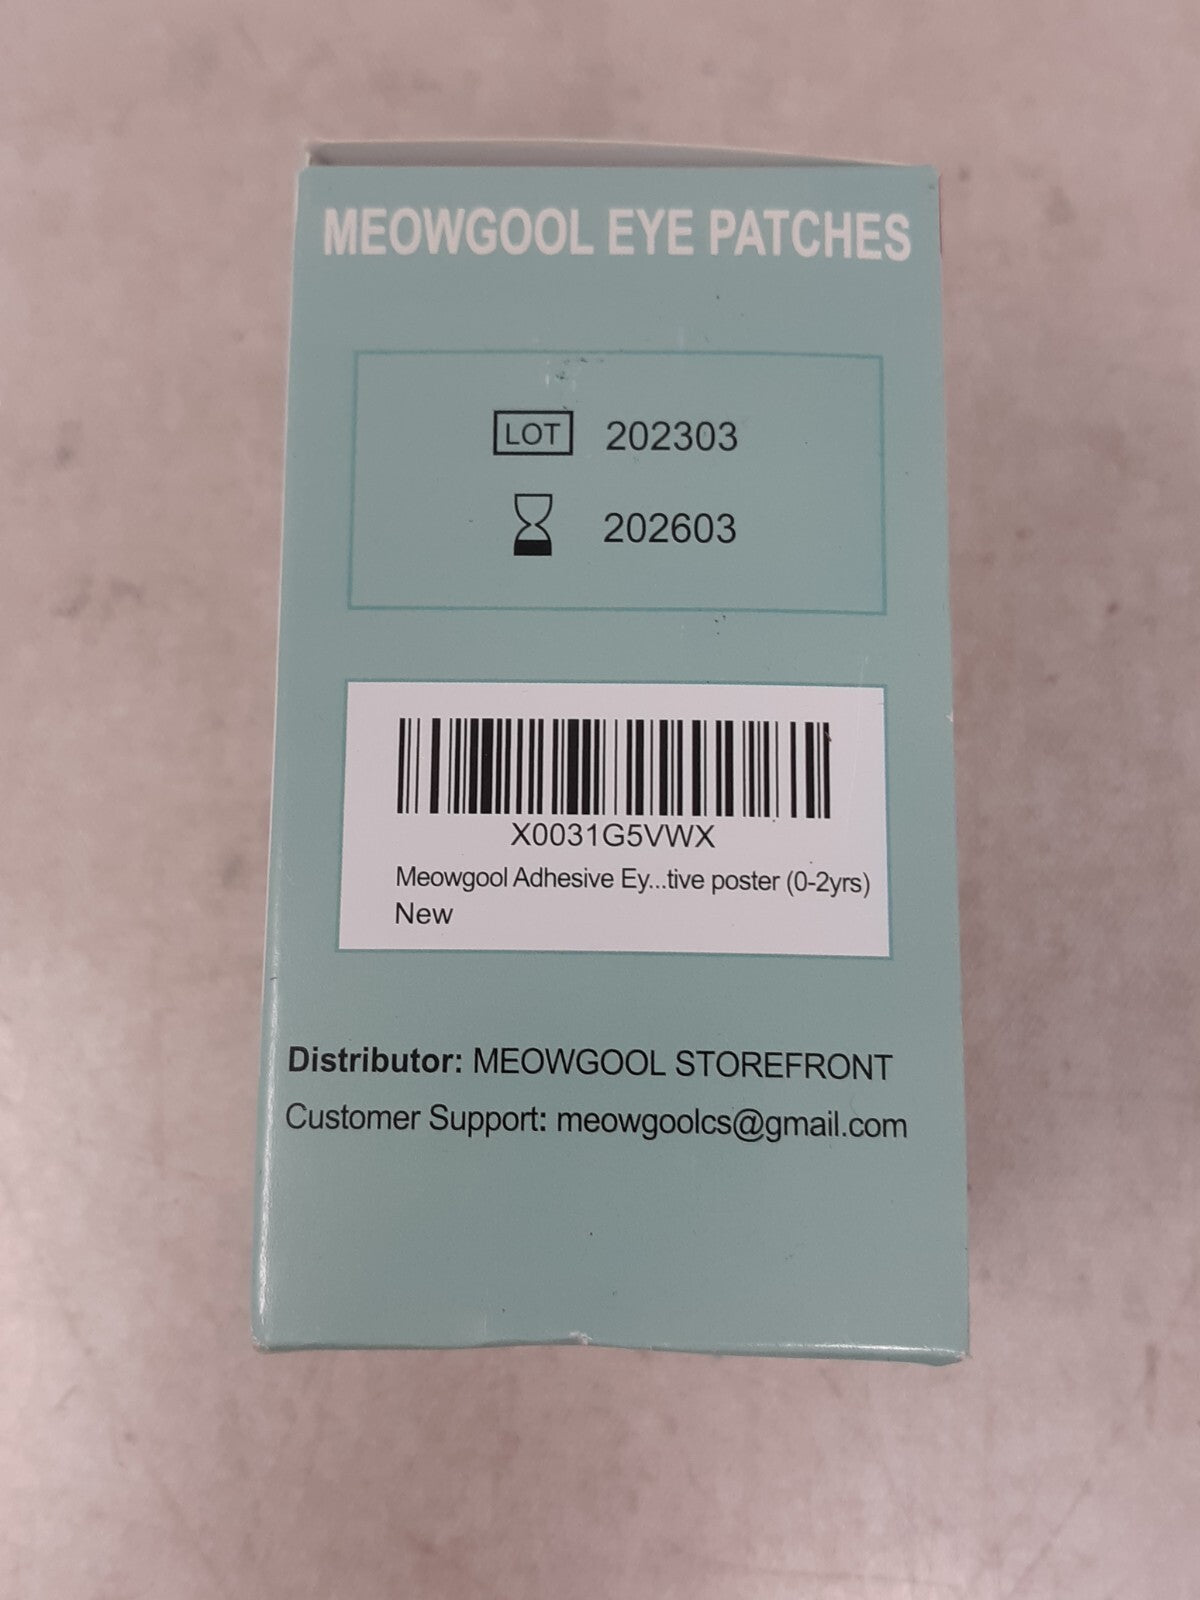 MEOWGOOL EYE PATCHES
LOT 202303
202603
X0031G5VWX
Meowgool Adhesive Ey...tive poster (0-2yrs)
New
Distributor: MEOWGOOL STOREFRONT
Customer Support: meowgoolcs@gmail.com